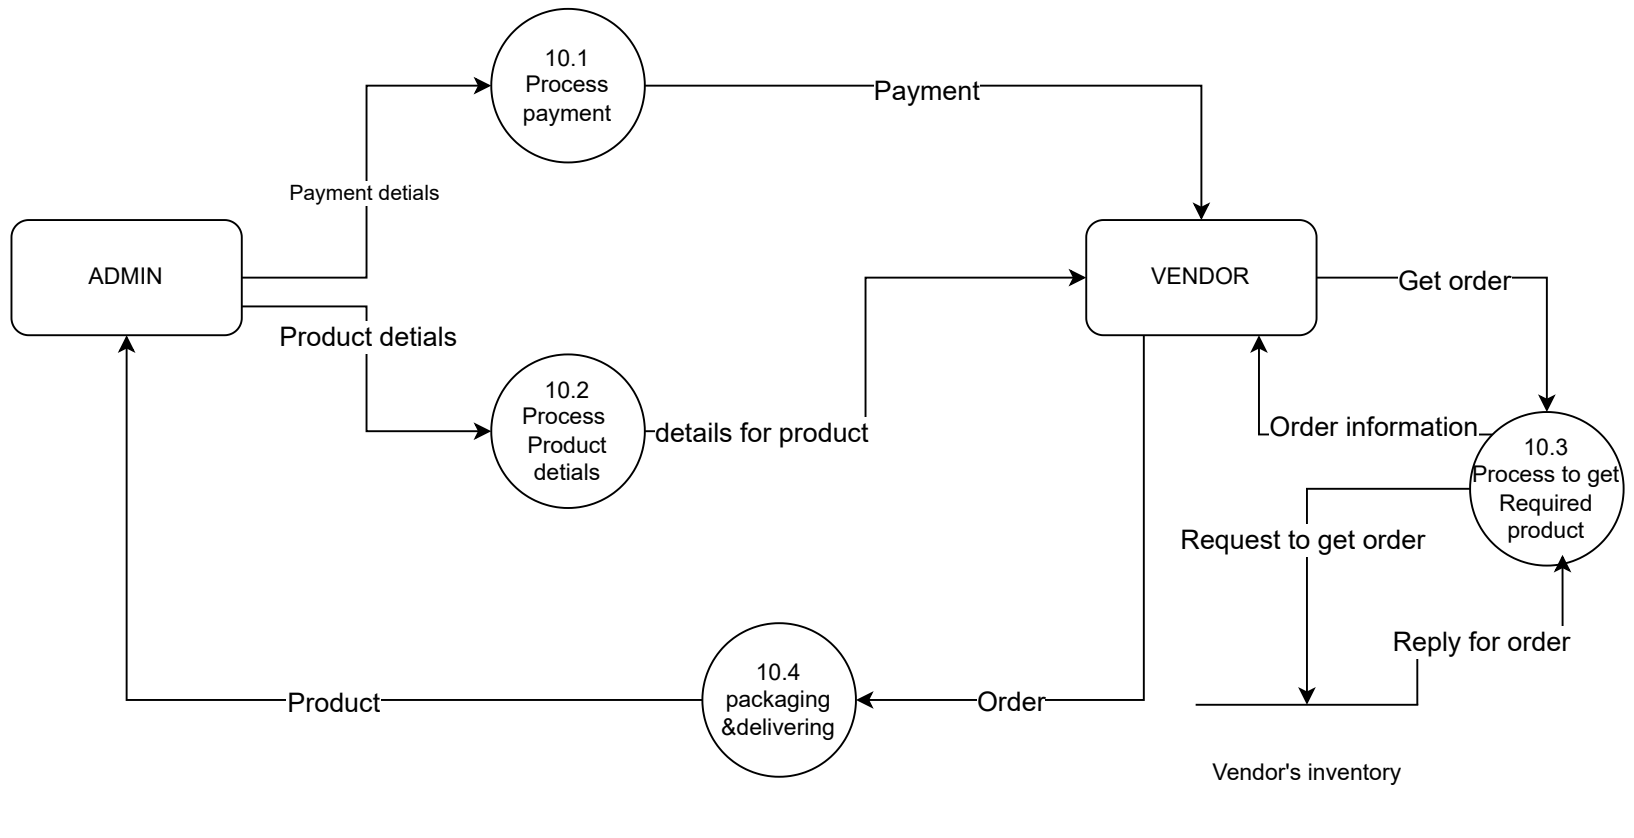 10.1
Process
payment
Payment
Payment detials
ADMIN
VENDOR
Get order
Product detials
10.2
Process
Product
detials
details for product
Order information
10.3
Process to get
Required
product
Request to get order
Reply for order
10.4
packaging
&delivering
Product
Order
Vendor's inventory